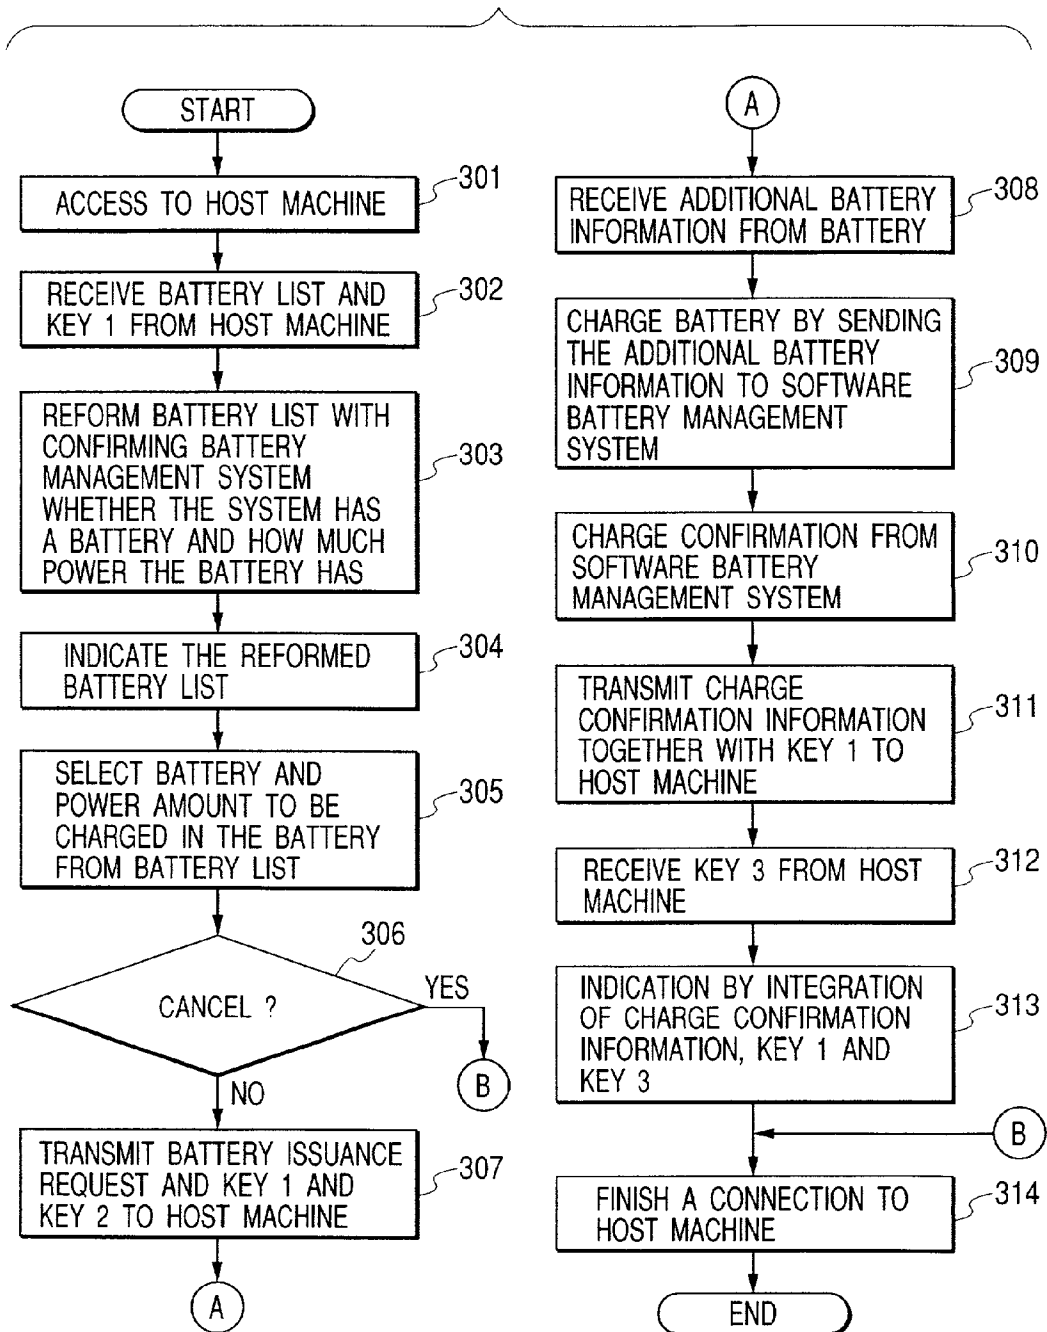 START
ACCESS TO HOST MACHINE
301
RECEIVE BATTERY LIST AND
KEY 1 FROM HOST MACHINE
302
REFORM BATTERY LIST WITH
CONFIRMING BATTERY
MANAGEMENT SYSTEM
WHETHER THE SYSTEM HAS
A BATTERY AND HOW MUCH
POWER THE BATTERY HAS
303
INDICATE THE REFORMED
BATTERY LIST
304
SELECT BATTERY AND
POWER AMOUNT TO BE
CHARGED IN THE BATTERY
FROM BATTERY LIST
305
CANCEL ?
306
YES
B
NO
TRANSMIT BATTERY ISSUANCE
REQUEST AND KEY 1 AND
KEY 2 TO HOST MACHINE
307
A
A
RECEIVE ADDITIONAL BATTERY
INFORMATION FROM BATTERY
308
CHARGE BATTERY BY SENDING
THE ADDITIONAL BATTERY
INFORMATION TO SOFTWARE
BATTERY MANAGEMENT
SYSTEM
309
CHARGE CONFIRMATION FROM
SOFTWARE BATTERY
MANAGEMENT SYSTEM
310
TRANSMIT CHARGE
CONFIRMATION INFORMATION
TOGETHER WITH KEY 1 TO
HOST MACHINE
311
RECEIVE KEY 3 FROM HOST
MACHINE
312
INDICATION BY INTEGRATION
OF CHARGE CONFIRMATION
INFORMATION, KEY 1 AND
KEY 3
313
B
FINISH A CONNECTION TO
HOST MACHINE
314
END